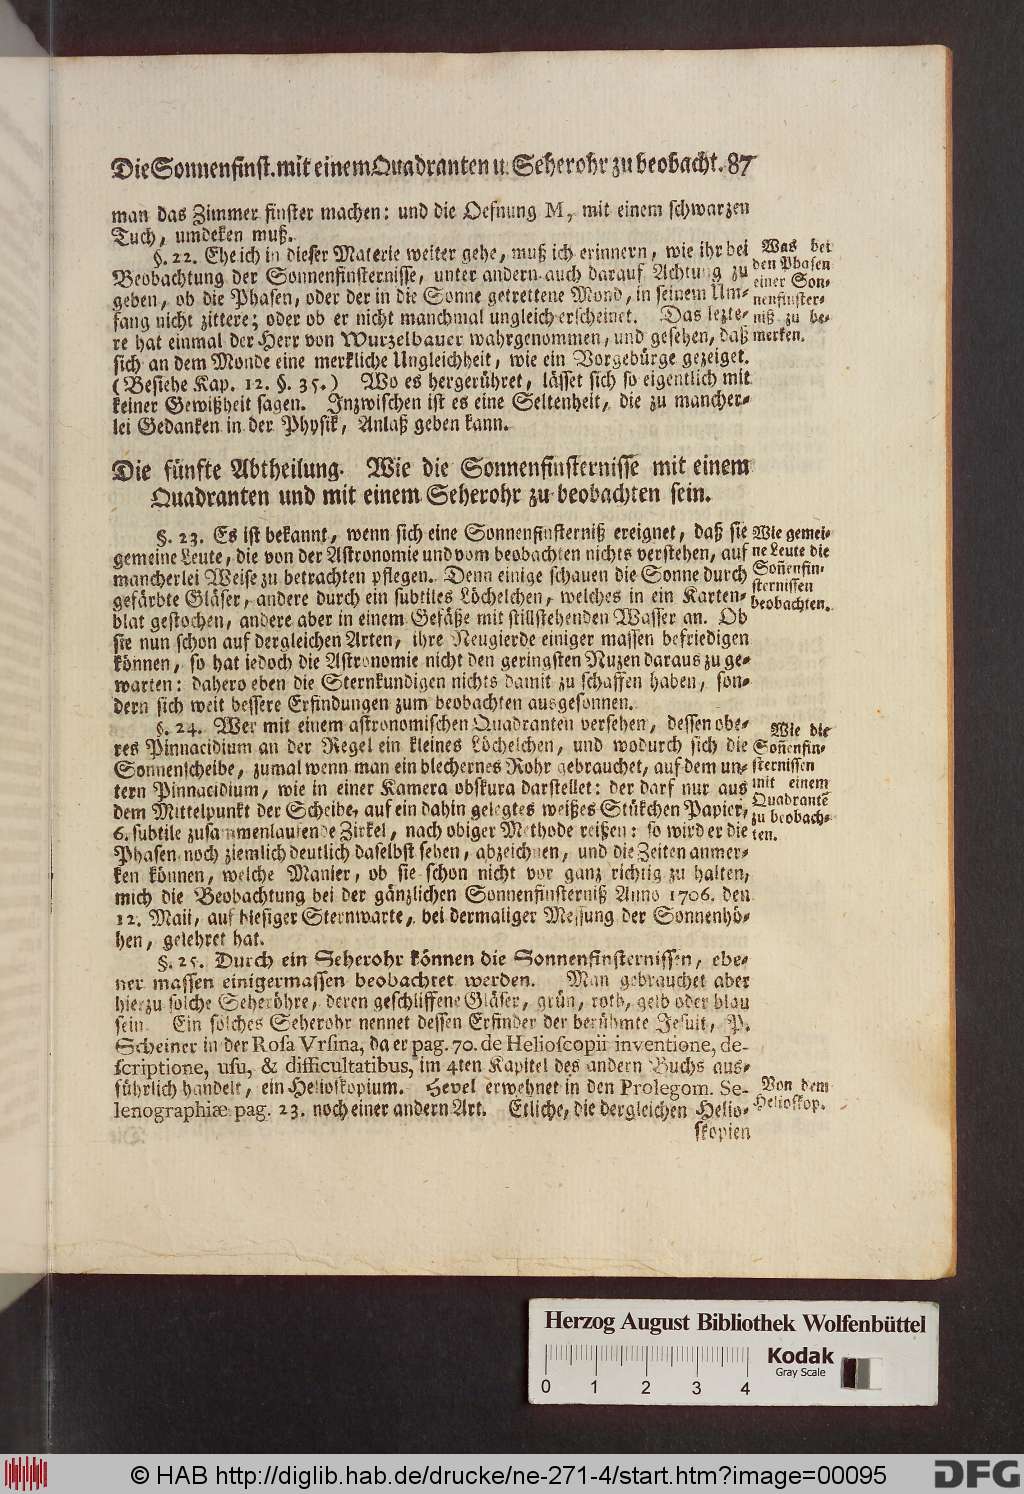 Die Sonnenfinst. mit einem Quadranten u. Seherohr zu beobacht. 87
man das Zimmer finster machen: und die Oefnung M, mit einem schwarzen
Tuch, umdeken muß.
§. 22. Ehe ich in dieser Materie weiter gehe, muß ich erinnern, wie ihr bei
Beobachtung der Sonnenfinsternisse, unter andern auch darauf Achtung zu
geben, ob die Phasen, oder der in die Sonne getrettene Mond, in seinem Um-
fang nicht zittere; oder ob er nicht manchmal ungleich erscheinet. Das lezte-
re hat einmal der Herr von Wurzelbauer wahrgenommen, und gesehen, daß
sich an dem Monde eine merkliche Ungleichheit, wie ein Vorgebürge gezeiget.
(Besiehe Kap. 12. §. 35.) Wo es hergerühret, lässet sich so eigentlich mit
keiner Gewißheit sagen. Inzwischen ist es eine Seltenheit, die zu mancher-
lei Gedanken in der Physik, Anlaß geben kann.
Was bei
den Phasen
einer Son-
nenfinster-
niß zu be-
merken.
Die fünfte Abtheilung. Wie die Sonnenfinsternisse mit einem
Quadranten und mit einem Seherohr zu beobachten sein.
§. 23. Es ist bekannt, wenn sich eine Sonnenfinsterniß ereignet, daß sie
gemeine Leute, die von der Astronomie und vom beobachten nichts verstehen, auf
mancherlei Weise zu betrachten pflegen. Denn einige schauen die Sonne durch
gefärbte Gläser, andere durch ein subtiles Löchelchen, welches in ein Karten-
blat gestochen, andere aber in einem Gefäße mit stillstehenden Wasser an. Ob
sie nun schon auf dergleichen Arten, ihre Neugierde einiger massen befriedigen
können, so hat jedoch die Astronomie nicht den geringsten Nuzen daraus zu ge-
warten: dahero eben die Sternkundigen nichts damit zu schaffen haben, son-
dern sich weit bessere Erfindungen zum beobachten ausgesonnen.
Wie gemei-
ne Leute die
Soñenfin-
sternissen
beobachten.
§. 24. Wer mit einem astronomischen Quadranten versehen, dessen obe-
res Pinnacidium an der Regel ein kleines Löchelchen, und wodurch sich die
Sonnenscheibe, zumal wenn man ein blechernes Rohr gebrauchet, auf dem un-
tern Pinnacidium, wie in einer Kamera obskura darstellet: der darf nur aus
dem Mittelpunkt der Scheibe, auf ein dahin gelegtes weißes Stükchen Papier,
6. subtile zusammenlaufende Zirkel, nach obiger Methode reißen: so wird er die
Phasen noch ziemlich deutlich daselbst sehen, abzeichnen, und die Zeiten anmer-
ken können, welche Manier, ob sie schon nicht vor ganz richtig zu halten,
mich die Beobachtung bei der gänzlichen Sonnenfinsterniß Anno 1706. den
12. Maii, auf hiesiger Sternwarte, bei dermaliger Messung der Sonnenhö-
hen, gelehret hat.
Wie die
Soñenfin-
sternissen
mit einem
Quadrantē
zu beobach-
ten.
§. 25. Durch ein Seherohr können die Sonnenfinsternissen, ebe-
ner massen einigermassen beobachtet werden. Man gebrauchet aber
hierzu solche Seheröhre, deren geschliffene Gläser, grün, roth, gelb oder blau
sein. Ein solches Seherohr nennet dessen Erfinder der berühmte Jesuit, P.
Scheiner in der Rosa Vrsina, da er pag. 70. de Helioscopii inventione, de-
scriptione, usu, & difficultatibus, im 4ten Kapitel des andern Buchs aus-
führlich handelt, ein Helioskopium. Hevel erwehnet in den Prolegom. Se-
lenographiæ pag. 23. noch einer andern Art. Etliche, die dergleichen Helio-
Von dem
Helioskop.
skopien
Herzog August Bibliothek Wolfenbüttel
Kodak
Gray Scale
0 1 2 3 4
© HAB http://diglib.hab.de/drucke/ne-271-4/start.htm?image=00095
DFG